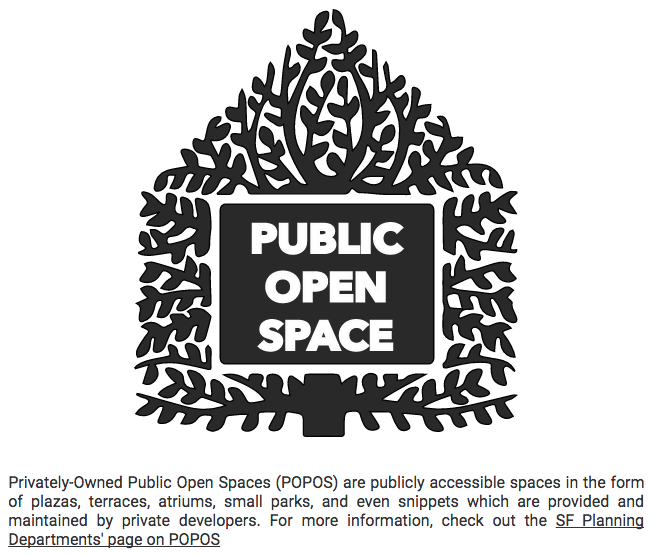 PUBLIC
OPEN
SPACE
Privately-Owned Public Open Spaces (POPOS) are publicly accessible spaces in the form
of plazas, terraces, atriums, small parks, and even snippets which are provided and
maintained by private developers. For more information, check out the SF Planning
Departments' page on POPOS